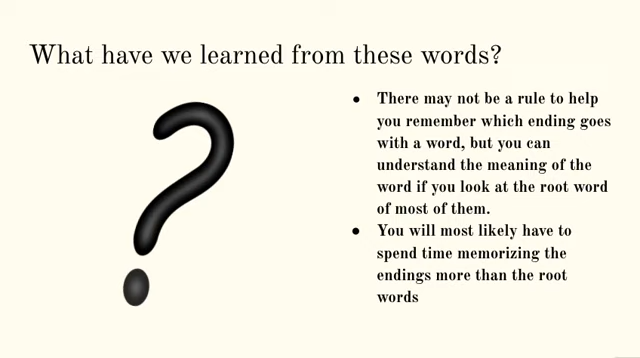 What have we learned from these words?
● There may not be a rule to help
you remember which ending goes
with a word, but you can
understand the meaning of the
word if you look at the root word
of most of them.
● You will most likely have to
spend time memorizing the
endings more than the root
words
?